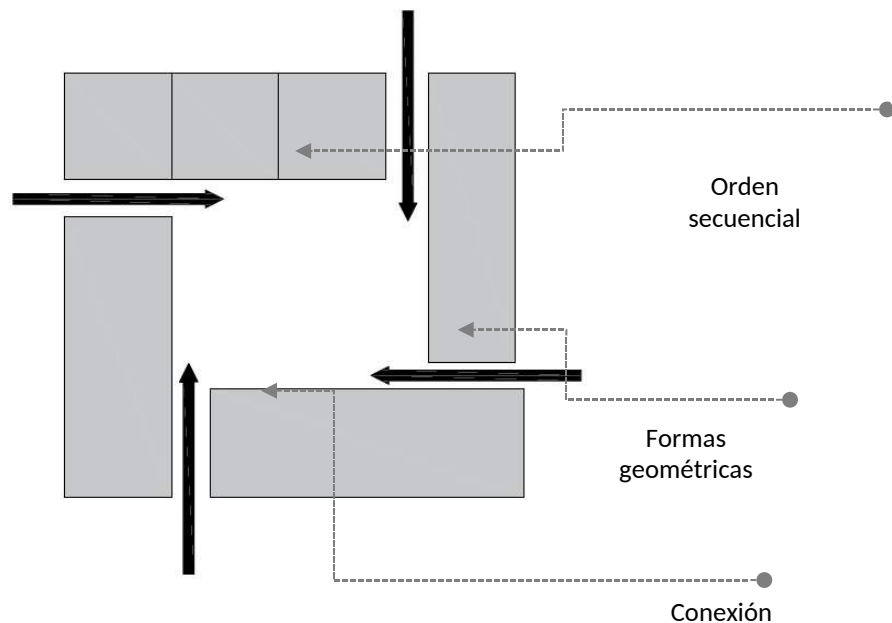 Orden
secuencial
Formas
geométricas
Conexión